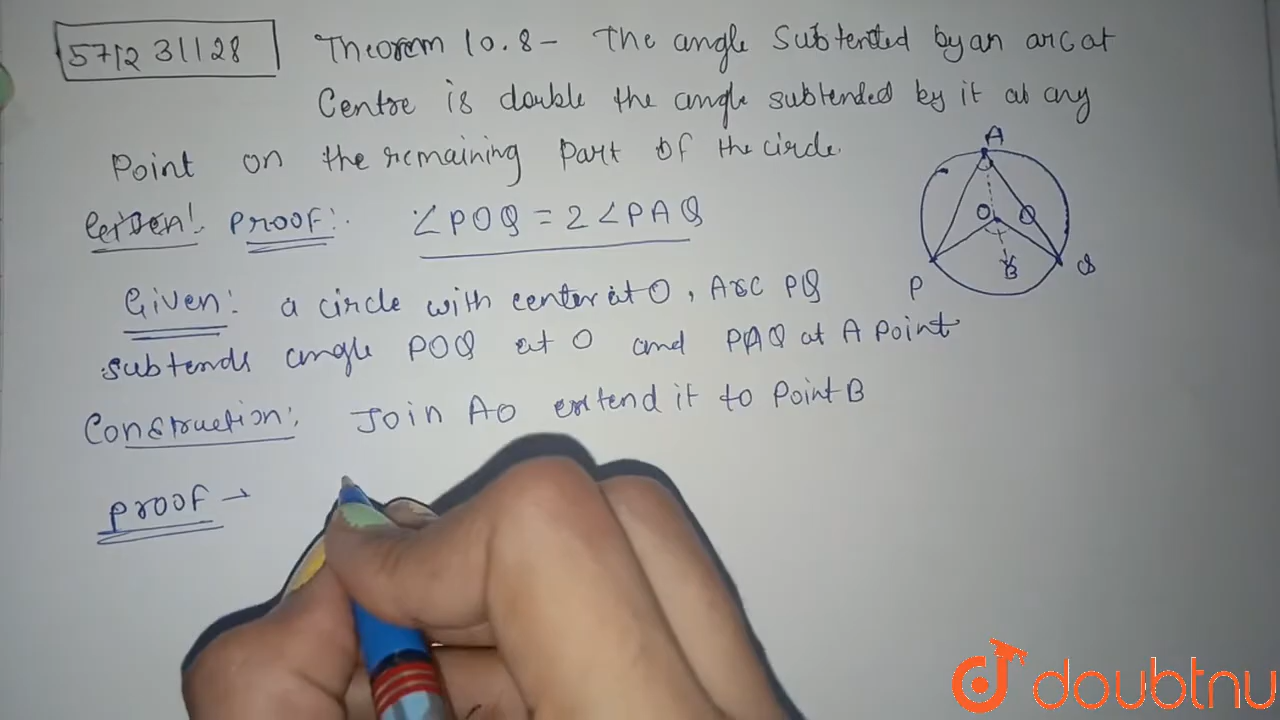 5712 31128
Theorem 10.8- The angle Subtended by an arc at
Centre is double the angle subtended by it at any
Point on the remaining Part of the circle.
Given! PROOF:. ∠POQ = 2∠PAQ
Given: a circle with center at O, Arc PQ
subtends angle POQ at O and PAQ at A point
Construction: Join AO extend it to Point B
PROOF →
A
O
B
P
Q
doubtnu